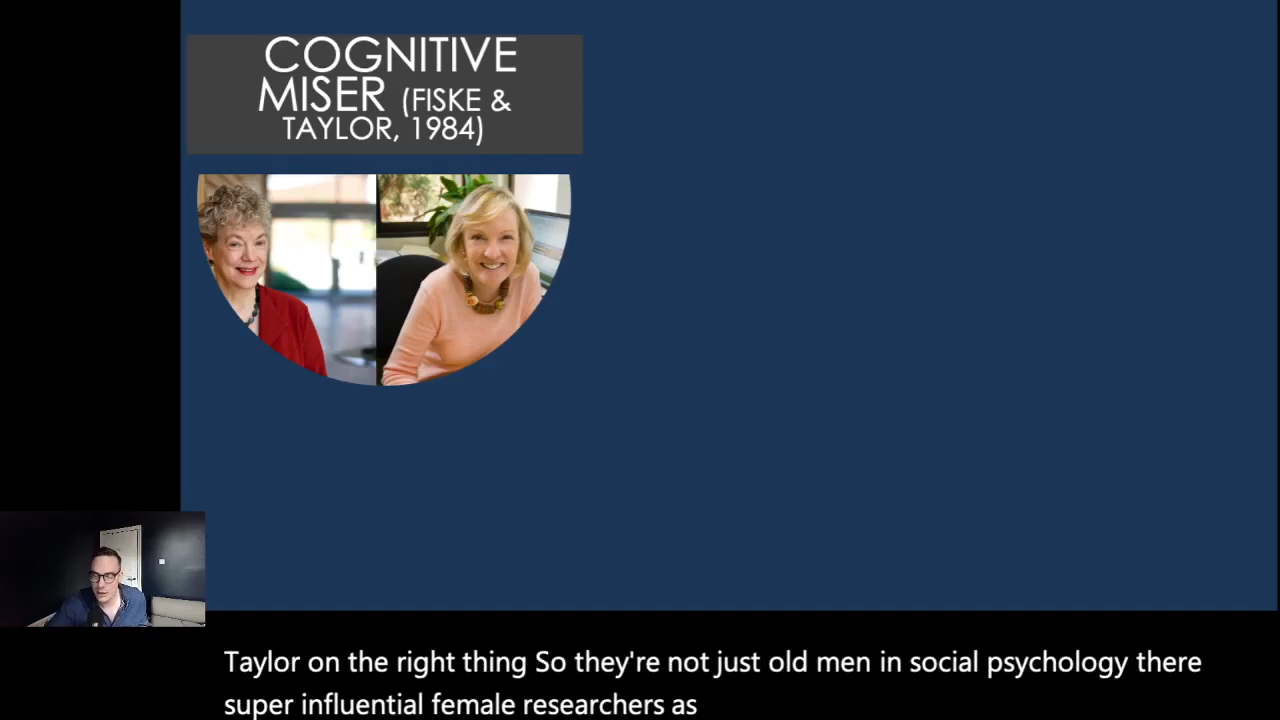 COGNITIVE
MISER (FISKE &
TAYLOR, 1984)
Taylor on the right thing So they're not just old men in social psychology there
super influential female researchers as